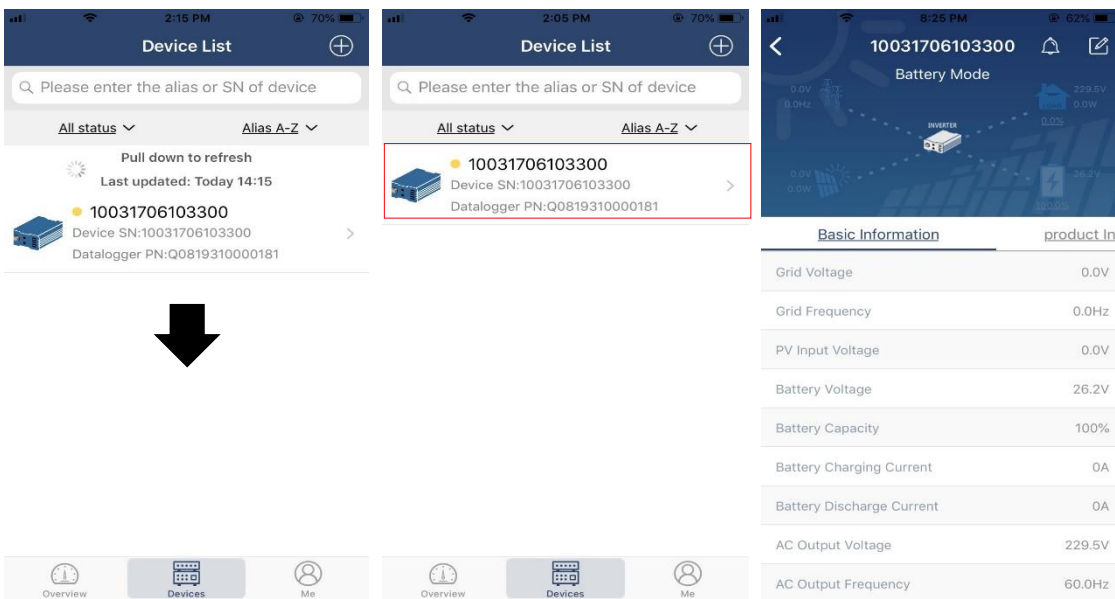 2:15 PM
70%
Device List
Please enter the alias or SN of device
All status
Alias A-Z
Pull down to refresh
Last updated: Today 14:15
10031706103300
Device SN:10031706103300
Datalogger PN:Q0819310000181
Overview
Devices
Me
2:05 PM
70%
Device List
Please enter the alias or SN of device
All status
Alias A-Z
10031706103300
Device SN:10031706103300
Datalogger PN:Q0819310000181
Overview
Devices
Me
8:25 PM
62%
10031706103300
Battery Mode
0.0V
0.0Hz
229.5V
0.0W
0.0%
INVERTER
0.0V
0.0W
26.2V
100.0%
Basic Information
product In
Grid Voltage 0.0V
Grid Frequency 0.0Hz
PV Input Voltage 0.0V
Battery Voltage 26.2V
Battery Capacity 100%
Battery Charging Current 0A
Battery Discharge Current 0A
AC Output Voltage 229.5V
AC Output Frequency 60.0Hz